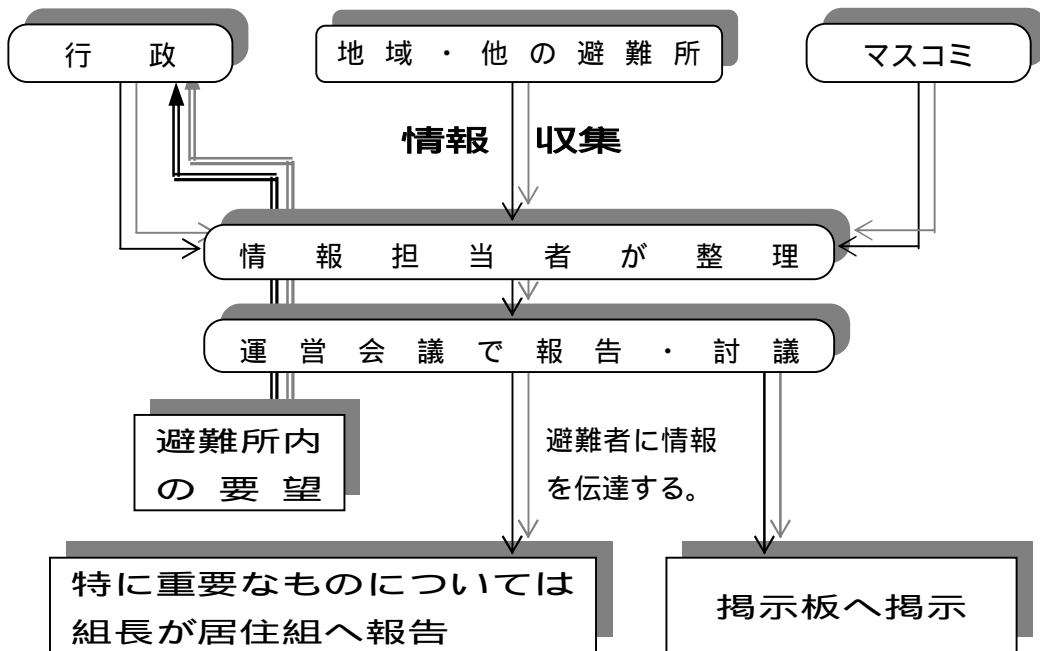 行政
地域・他の避難所
マスコミ
情報収集
情報担当者が整理
運営会議で報告・討議
避難所内
の要望
避難者に情報
を伝達する。
特に重要なものについては
組長が居住組へ報告
掲示板へ掲示